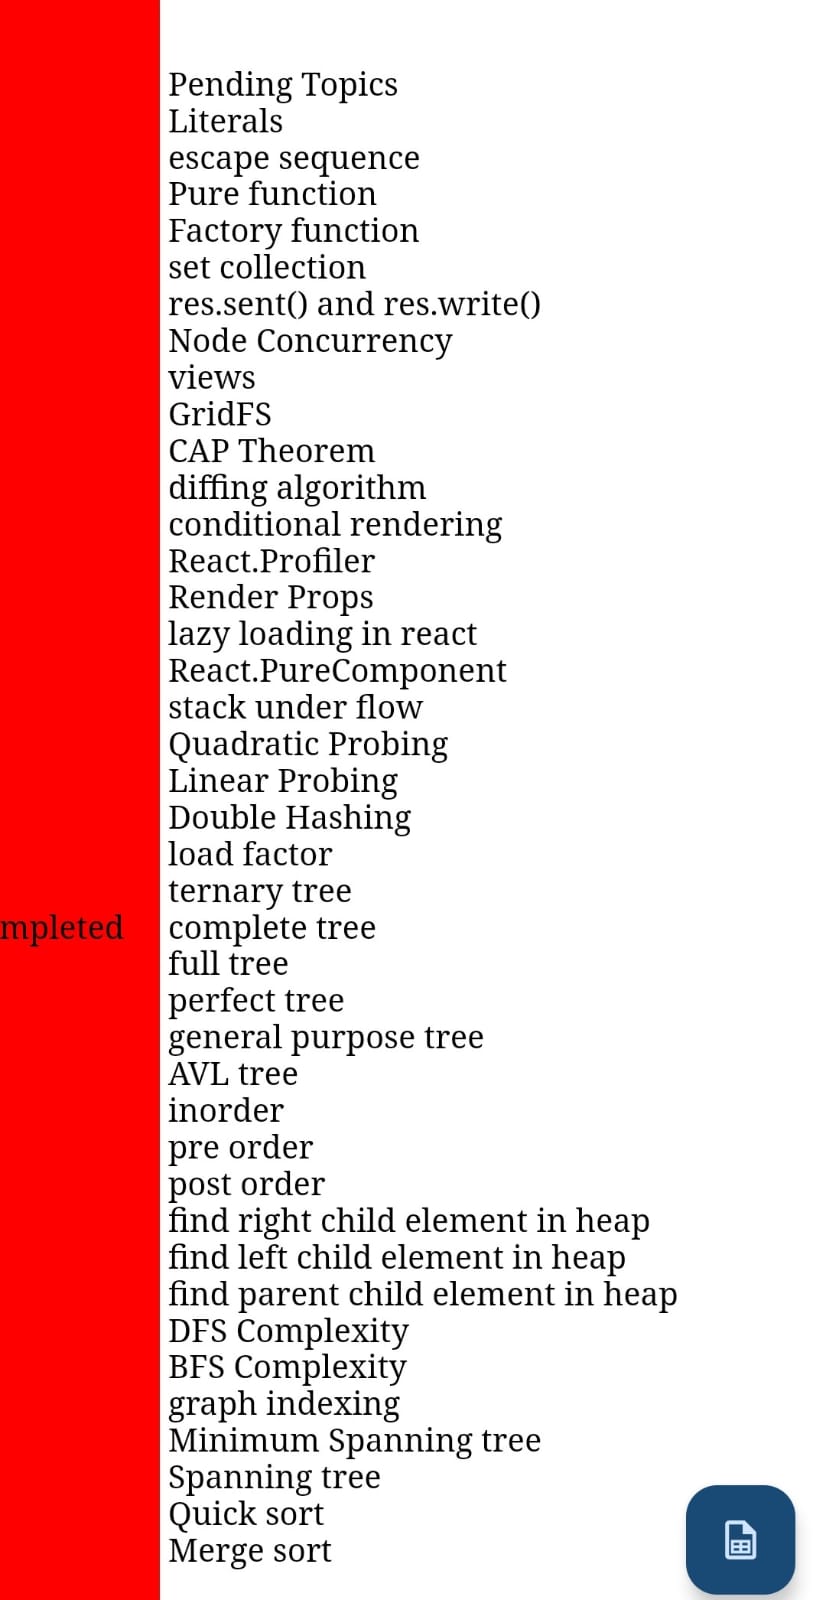 Pending Topics
Literals
escape sequence
Pure function
Factory function
set collection
res.sent() and res.write()
Node Concurrency
views
GridFS
CAP Theorem
diffing algorithm
conditional rendering
React.Profiler
Render Props
lazy loading in react
React.PureComponent
stack under flow
Quadratic Probing
Linear Probing
Double Hashing
load factor
ternary tree
mpleted complete tree
full tree
perfect tree
general purpose tree
AVL tree
inorder
pre order
post order
find right child element in heap
find left child element in heap
find parent child element in heap
DFS Complexity
BFS Complexity
graph indexing
Minimum Spanning tree
Spanning tree
Quick sort
Merge sort